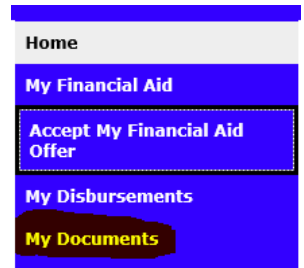 Home
My Financial Aid
Accept My Financial Aid
Offer
My Disbursements
My Documents